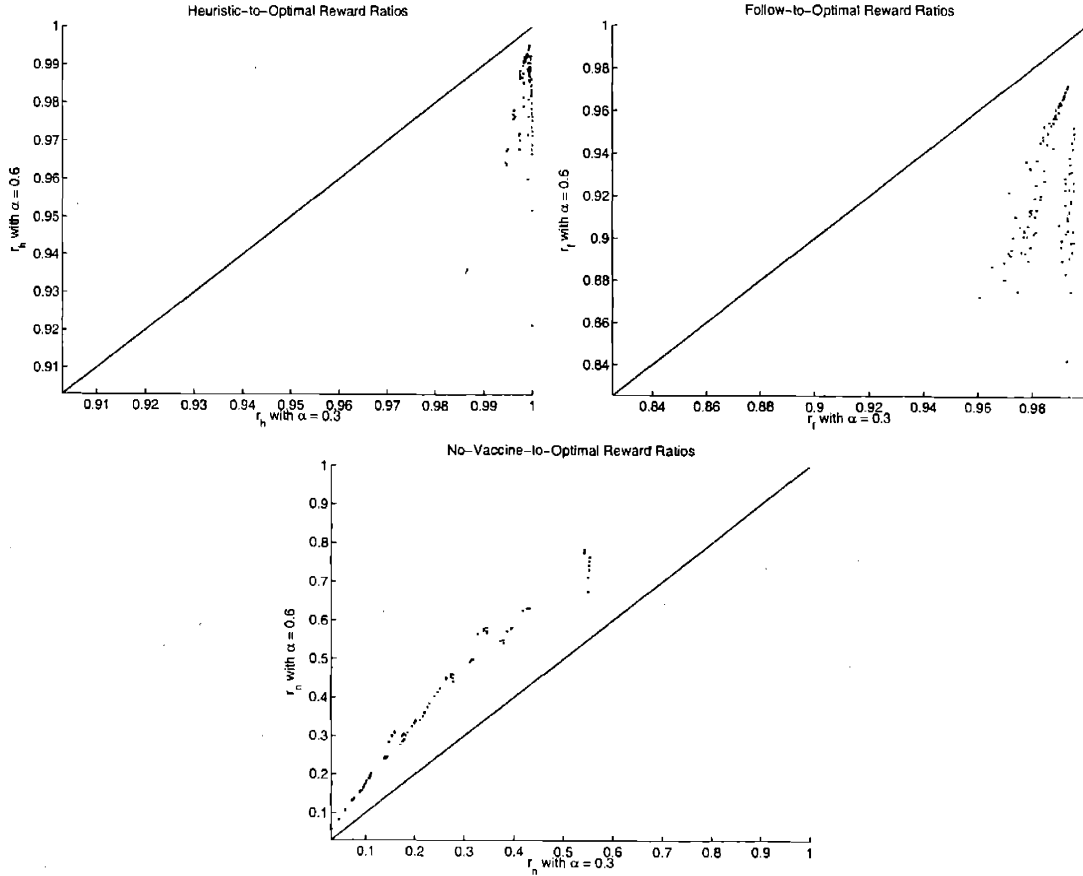 Heuristic-to-Optimal Reward Ratios
1
0.99
0.98
0.97
0.96
0.95
0.94
0.93
0.92
0.91
r_h with α = 0.6
0.91 0.92 0.93 0.94 0.95 0.96 0.97 0.98 0.99 1
r_h with α = 0.3
Follow-to-Optimal Reward Ratios
1
0.98
0.96
0.94
0.92
0.9
0.88
0.86
0.84
r_f with α = 0.6
0.84 0.86 0.88 0.9 0.92 0.94 0.96 0.98
r_f with α = 0.3
No-Vaccine-to-Optimal Reward Ratios
1
0.9
0.8
0.7
0.6
0.5
0.4
0.3
0.2
0.1
r_n with α = 0.6
0.1 0.2 0.3 0.4 0.5 0.6 0.7 0.8 0.9 1
r_n with α = 0.3